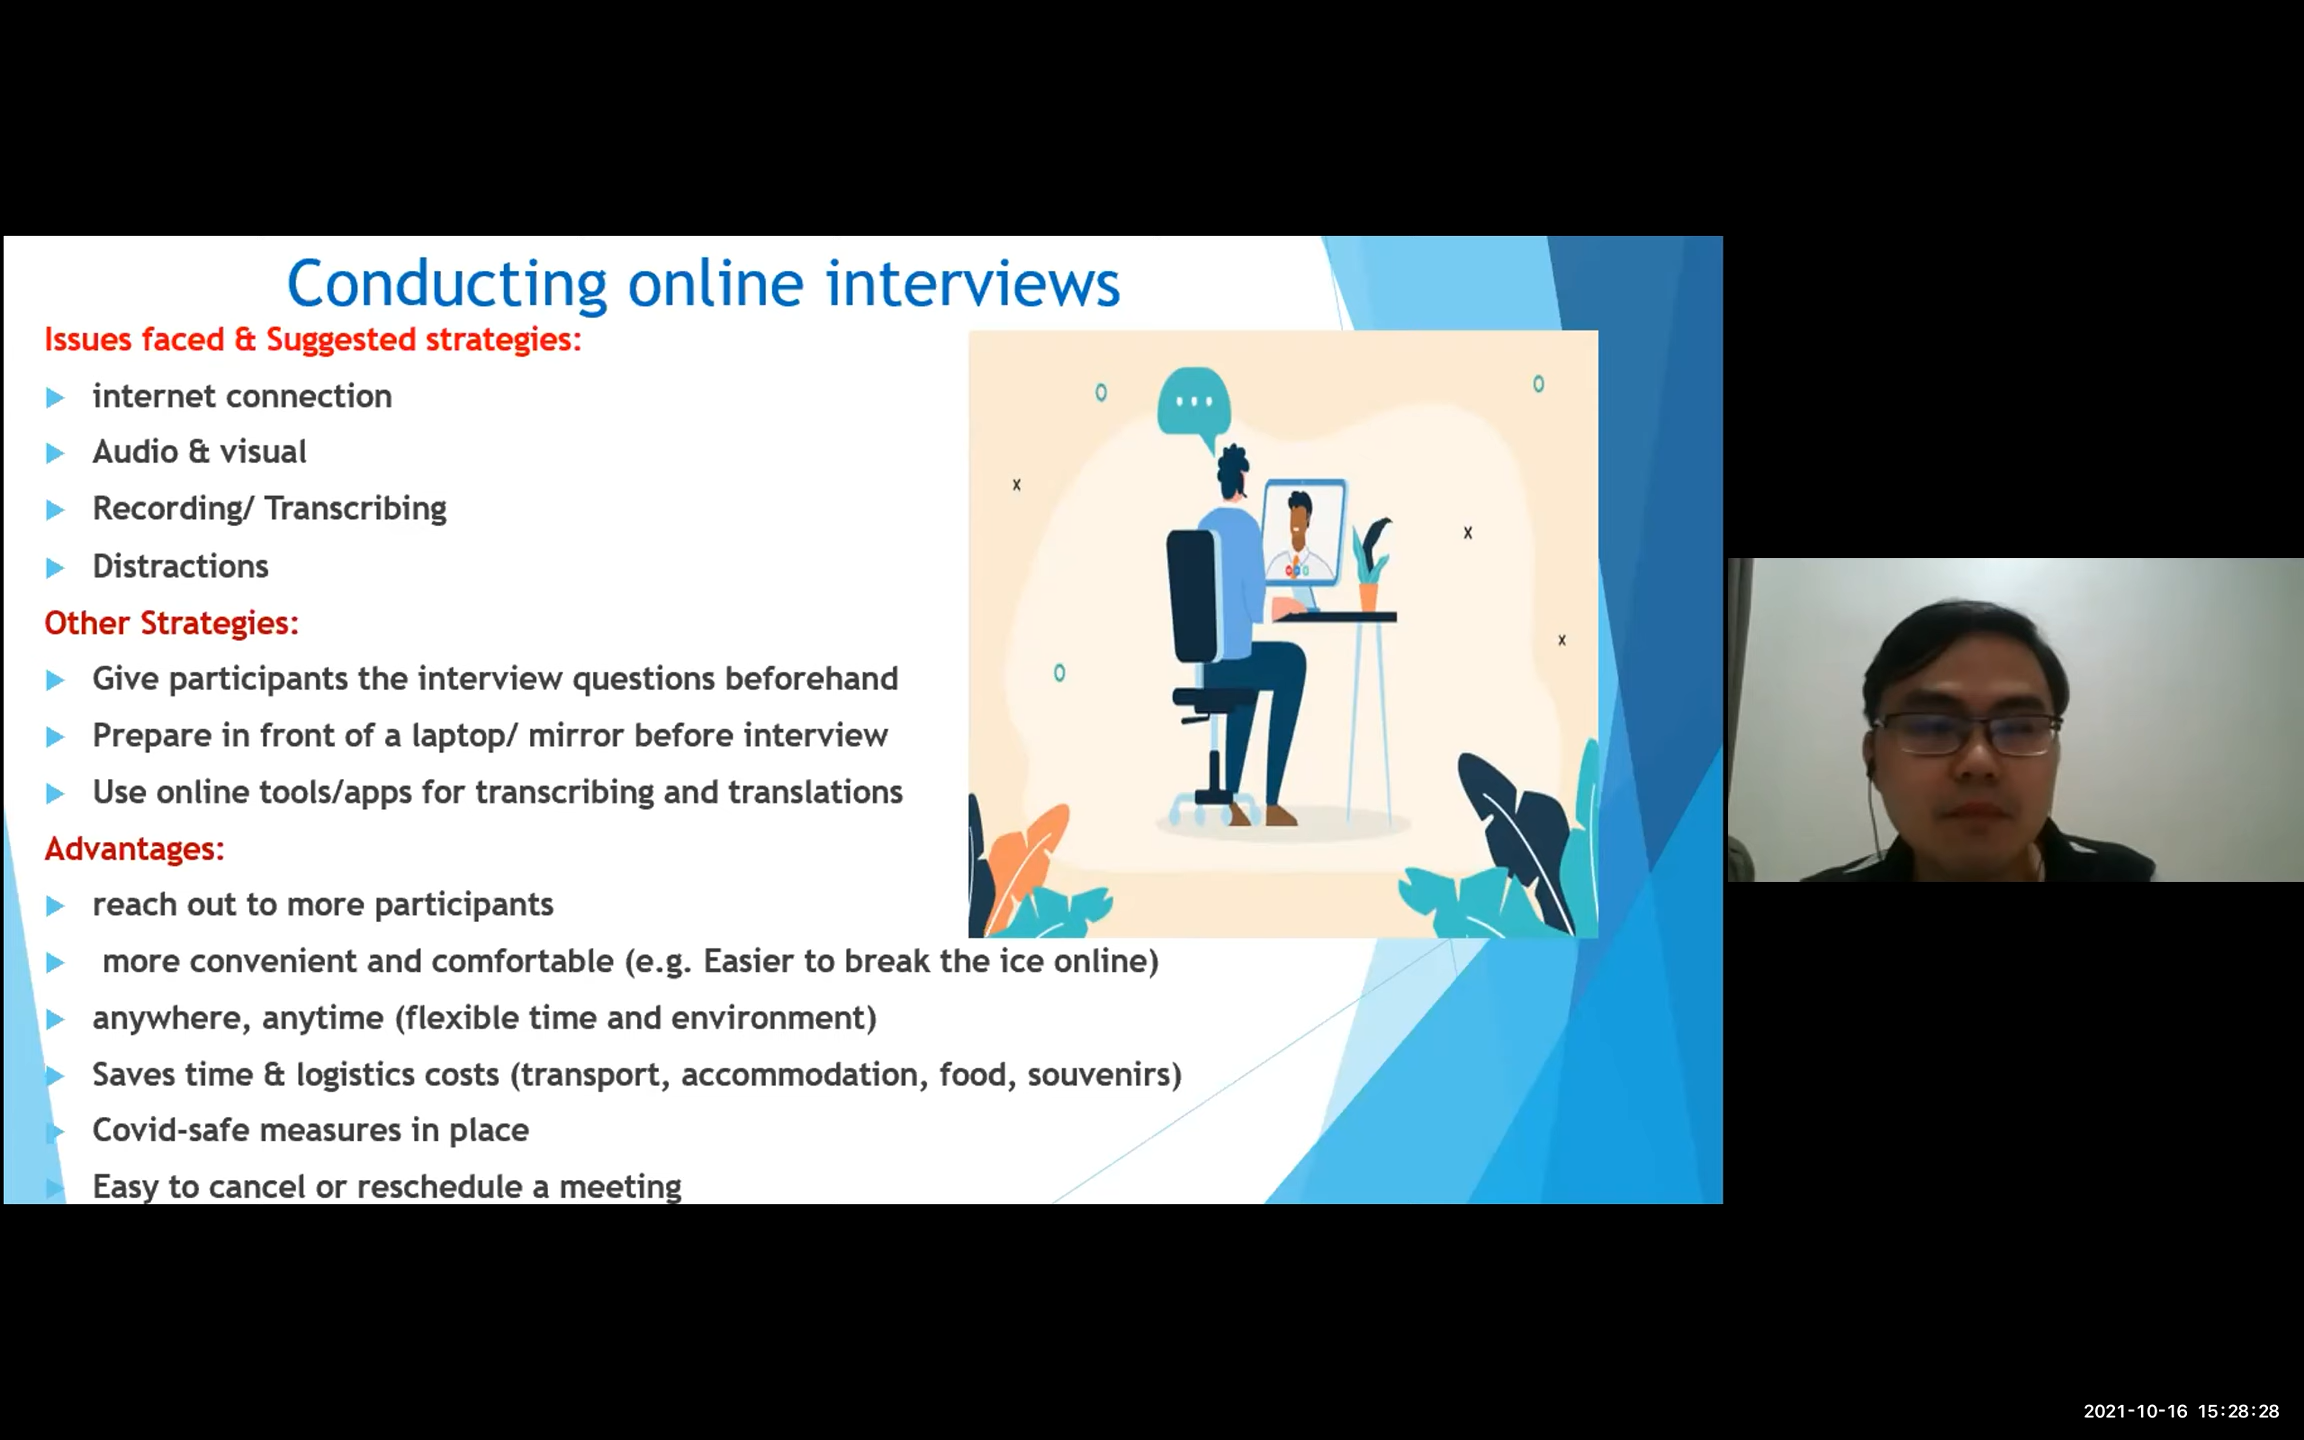 Conducting online interviews
Issues faced & Suggested strategies:
internet connection
Audio & visual
Recording/ Transcribing
Distractions
Other Strategies:
Give participants the interview questions beforehand
Prepare in front of a laptop/ mirror before interview
Use online tools/apps for transcribing and translations
Advantages:
reach out to more participants
more convenient and comfortable (e.g. Easier to break the ice online)
anywhere, anytime (flexible time and environment)
Saves time & logistics costs (transport, accommodation, food, souvenirs)
Covid-safe measures in place
Easy to cancel or reschedule a meeting
2021-10-16 15:28:28